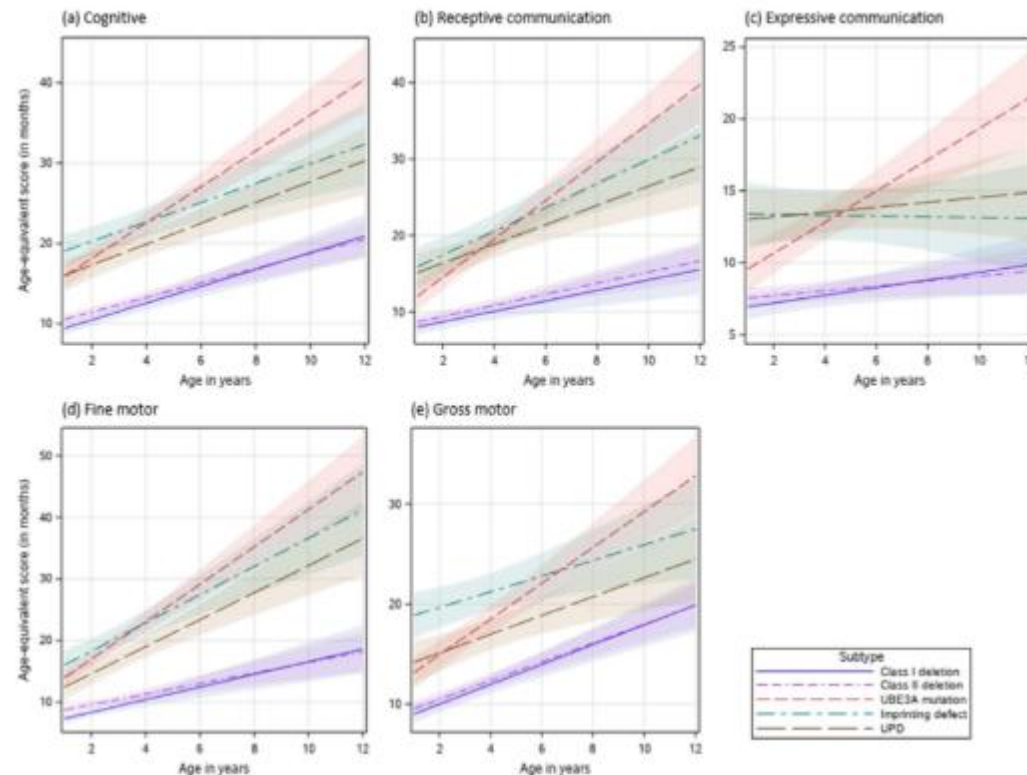 (a) Cognitive
(b) Receptive communication
(c) Expressive communication
Age-equivalent score (in months)
40
30
20
10
2 4 6 8 10 12
Age in years
40
30
20
10
2 4 6 8 10 12
Age in years
25
20
15
10
5
2 4 6 8 10
Age in years
(d) Fine motor
(e) Gross motor
Age-equivalent score (in months)
50
40
30
20
10
2 4 6 8 10 12
Age in years
30
20
10
2 4 6 8 10 12
Age in years
Subtype
Class I deletion
Class II deletion
UBE3A mutation
Imprinting defect
UPD